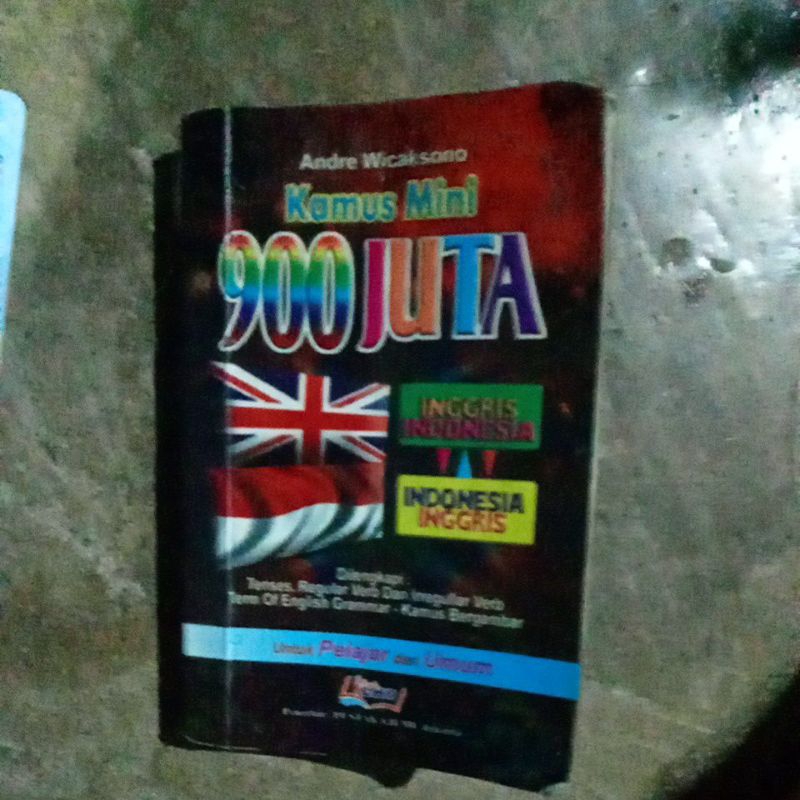 Andre Wicaksono
Kamus Mini
900 JUTA
INGGRIS
INDONESIA
INDONESIA
INGGRIS
Dilengkapi :
Tenses, Regular Verb Dan Irregular Verb
Term Of English Grammar - Kamus Bergambar
Untuk Pelajar dan Umum
Penerbit: